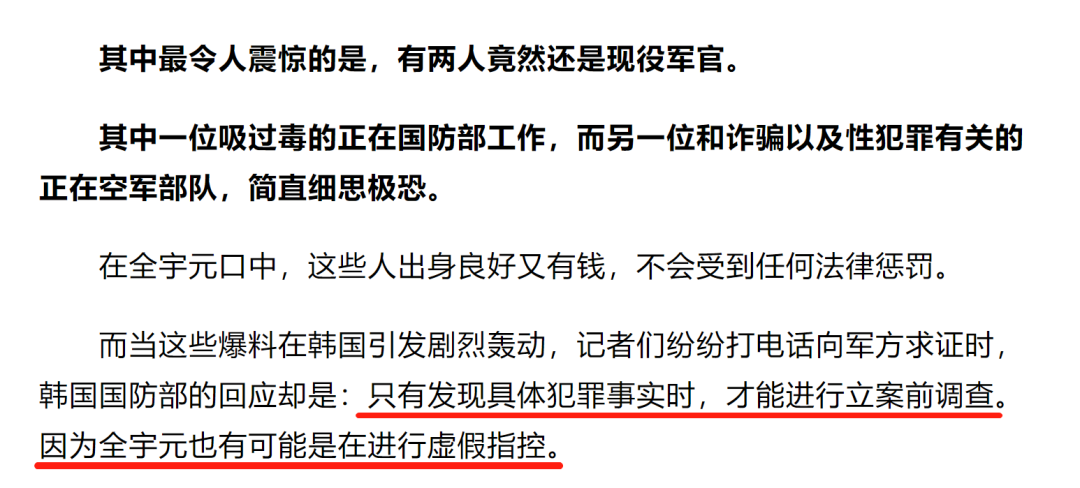 其中最令人震惊的是，有两人竟然还是现役军官。
其中一位吸过毒的正在国防部工作，而另一位和诈骗以及性犯罪有关的
正在空军部队，简直细思极恐。
在全宇元口中，这些人出身良好又有钱，不会受到任何法律惩罚。
而当这些爆料在韩国引发剧烈轰动，记者们纷纷打电话向军方求证时，
韩国国防部的回应却是：只有发现具体犯罪事实时，才能进行立案前调查。
因为全宇元也有可能是在进行虚假指控。